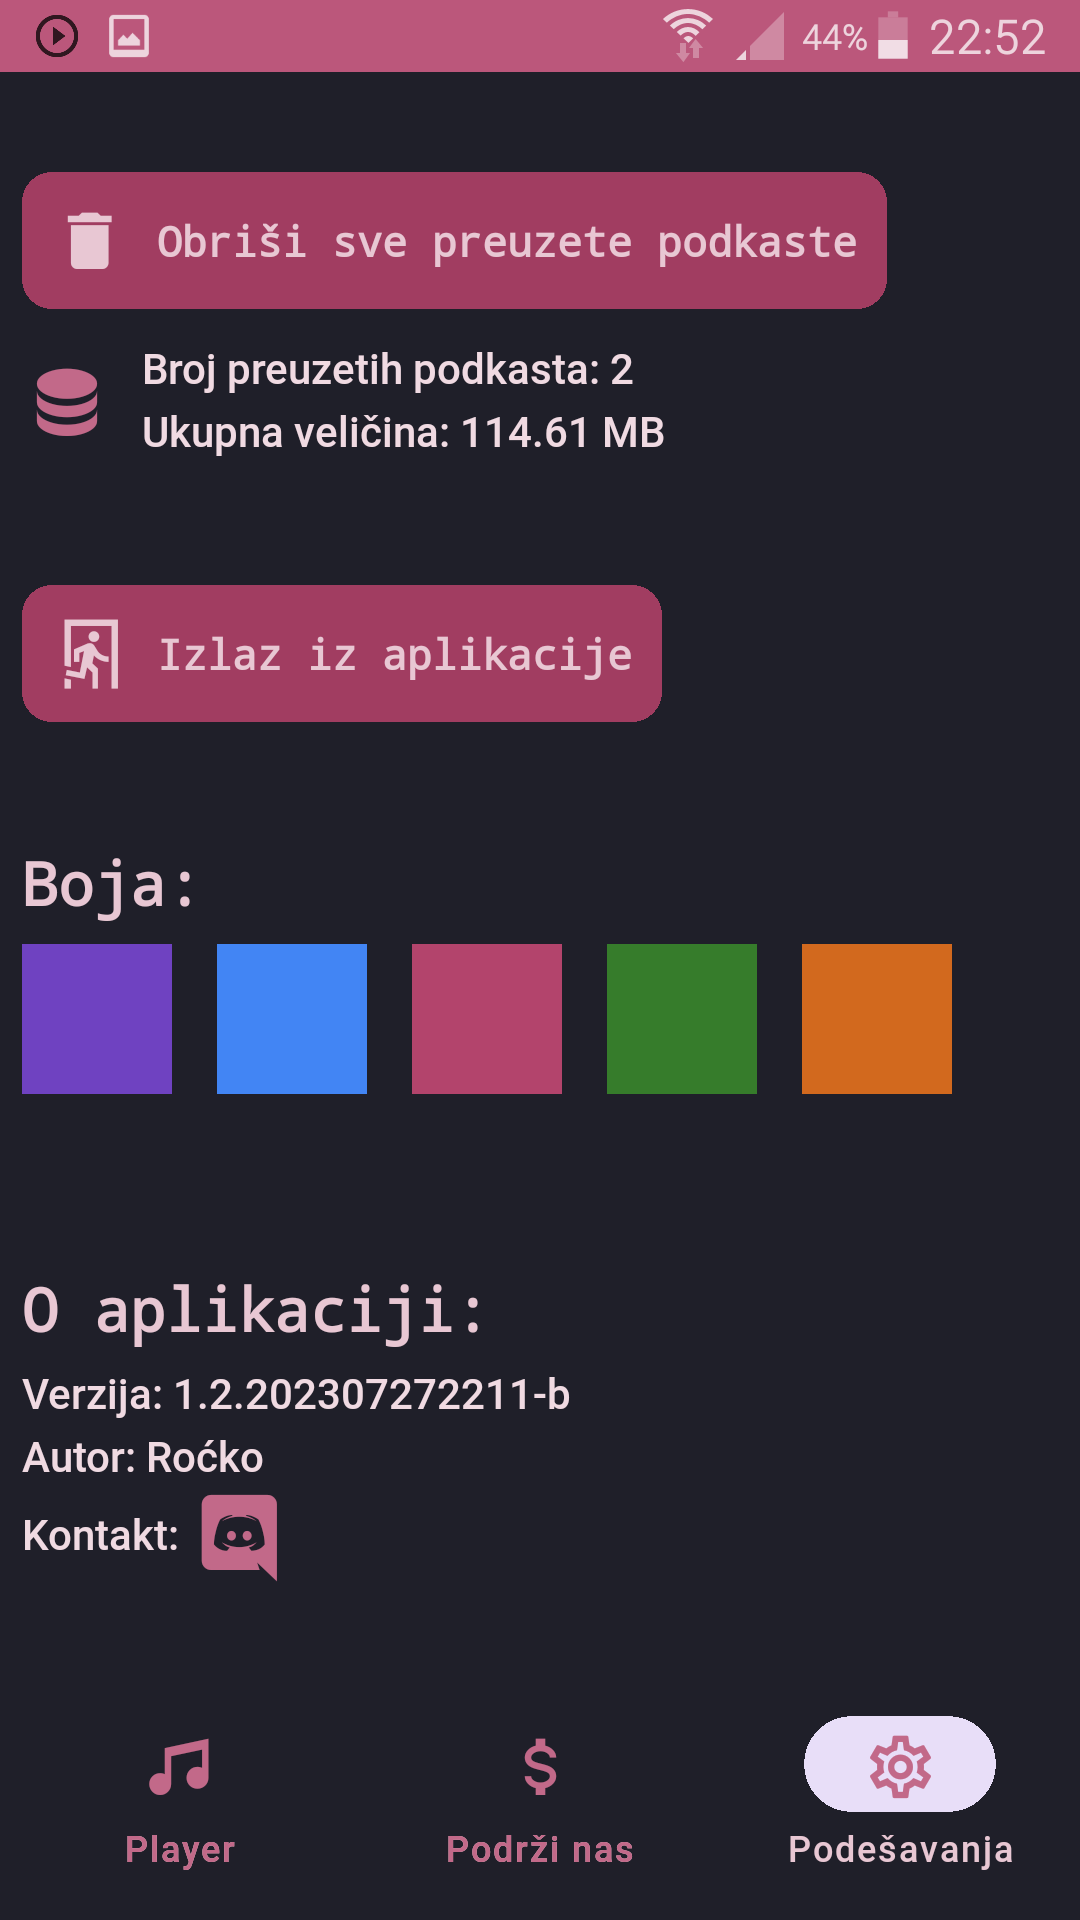 44% 22:52
Obriši sve preuzete podkaste
Broj preuzetih podkasta: 2
Ukupna veličina: 114.61 MB
Izlaz iz aplikacije
Boja:
O aplikaciji:
Verzija: 1.2.202307272211-b
Autor: Roćko
Kontakt:
Player Podrži nas Podešavanja